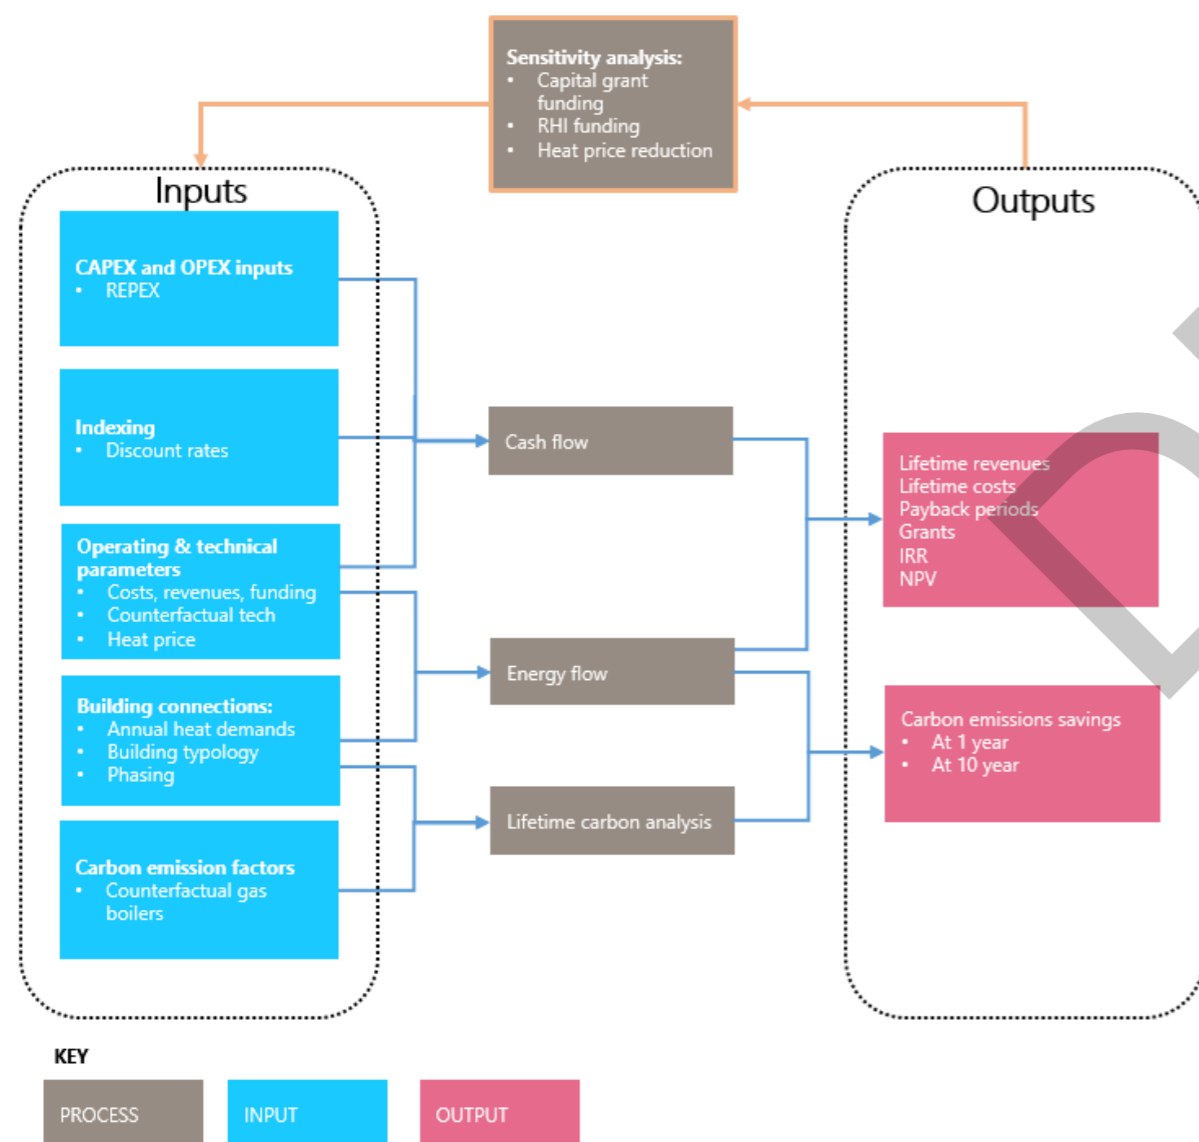 Sensitivity analysis:
• Capital grant
funding
• RHI funding
• Heat price reduction
Inputs
CAPEX and OPEX inputs
• REPEX
Indexing
• Discount rates
Operating & technical
parameters
• Costs, revenues, funding
• Counterfactual tech
• Heat price
Building connections:
• Annual heat demands
• Building typology
• Phasing
Carbon emission factors
• Counterfactual gas
boilers
Cash flow
Energy flow
Lifetime carbon analysis
Outputs
Lifetime revenues
Lifetime costs
Payback periods
Grants
IRR
NPV
Carbon emissions savings
• At 1 year
• At 10 year
KEY
PROCESS
INPUT
OUTPUT